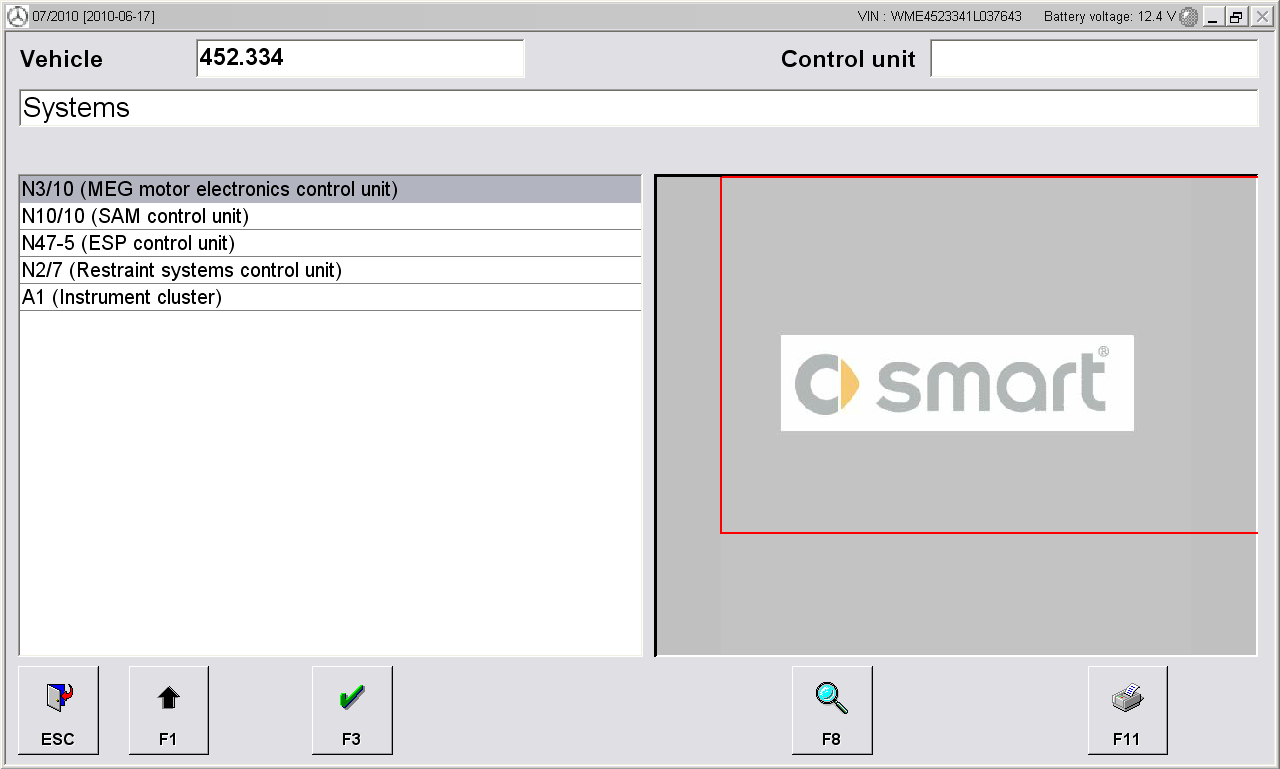 07/2010 [2010-06-17] VIN : WME4523341L037643 Battery voltage: 12.4 V
Vehicle 452.334 Control unit
Systems
N3/10 (MEG motor electronics control unit)
N10/10 (SAM control unit)
N47-5 (ESP control unit)
N2/7 (Restraint systems control unit)
A1 (Instrument cluster)
smart®
ESC F1 F3 F8 F11